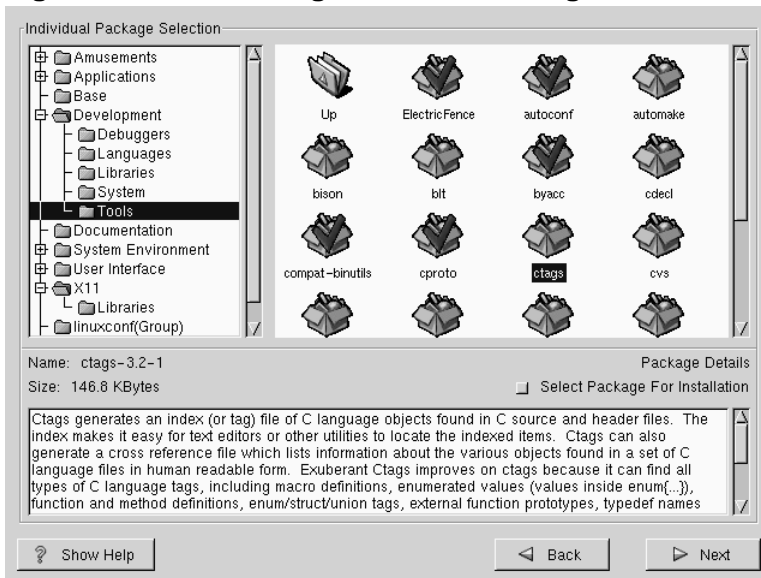 Individual Package Selection
Amusements
Applications
Base
Development
Debuggers
Languages
Libraries
System
Tools
Documentation
System Environment
User Interface
X11
Libraries
linuxconf(Group)
Up
ElectricFence
autoconf
automake
bison
blt
byacc
cdecl
compat-binutils
cproto
ctags
cvs
Name: ctags-3.2-1
Package Details
Size: 146.8 KBytes
Select Package For Installation
Ctags generates an index (or tag) file of C language objects found in C source and header files. The
index makes it easy for text editors or other utilities to locate the indexed items. Ctags can also
generate a cross reference file which lists information about the various objects found in a set of C
language files in human readable form. Exuberant Ctags improves on ctags because it can find all
types of C language tags, including macro definitions, enumerated values (values inside enum{...}),
function and method definitions, enum/struct/union tags, external function prototypes, typedef names
Show Help
Back
Next